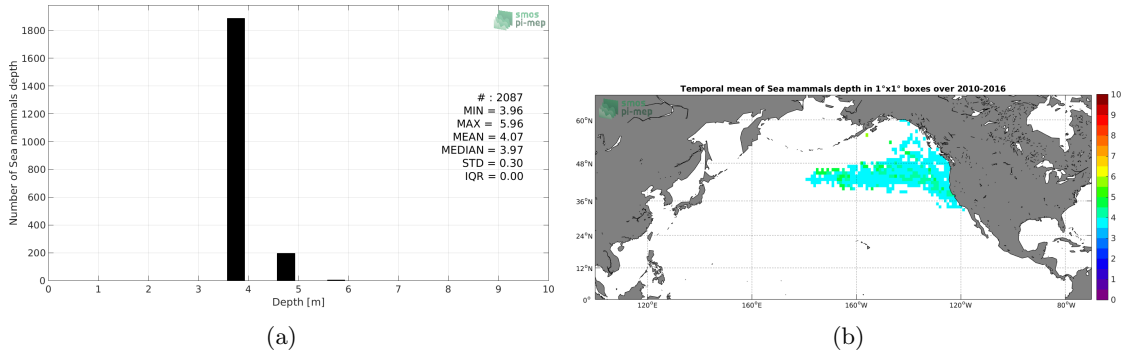 smos
pi-mep
Number of Sea mammals depth
1800
1600
1400
1200
1000
800
600
400
200
0
# : 2087
MIN = 3.96
MAX = 5.96
MEAN = 4.07
MEDIAN = 3.97
STD = 0.30
IQR = 0.00
0 1 2 3 4 5 6 7 8 9 10
Depth [m]
(a)
Temporal mean of Sea mammals depth in 1°x1° boxes over 2010-2016
smos
pi-mep
60°N
48°N
36°N
24°N
12°N
0°
120°E 160°E 160°W 120°W 80°W
10
9
8
7
6
5
4
3
2
1
0
(b)